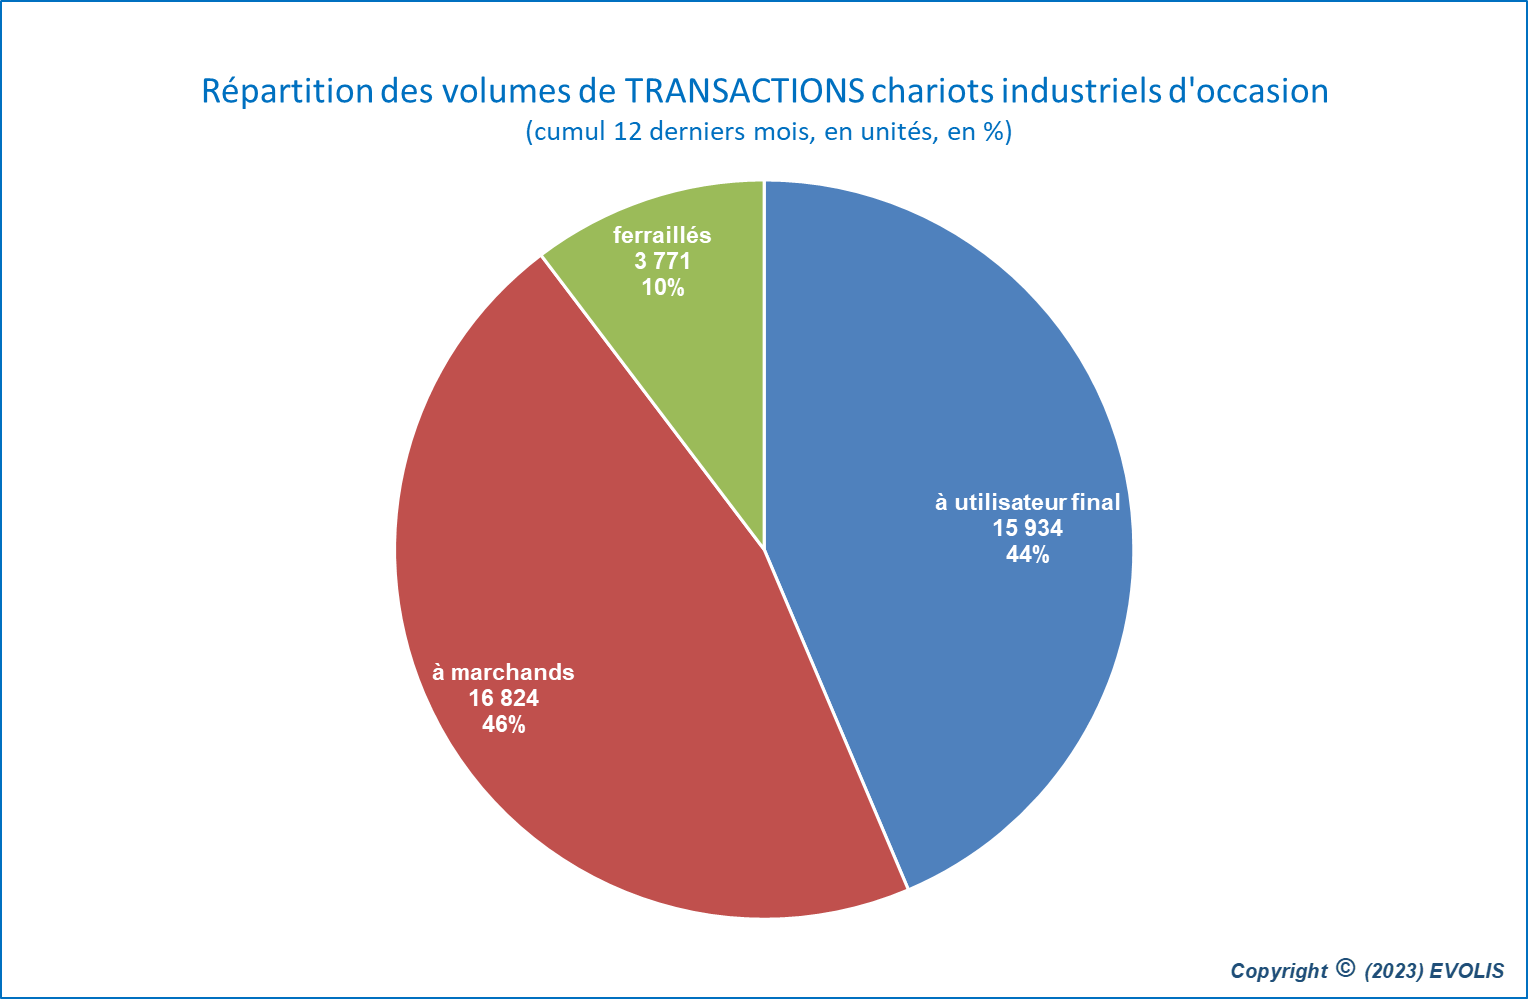 Répartition des volumes de TRANSACTIONS chariots industriels d'occasion
(cumul 12 derniers mois, en unités, en %)
ferraillés
3 771
10%
à utilisateur final
15 934
44%
à marchands
16 824
46%
Copyright © (2023) EVOLIS